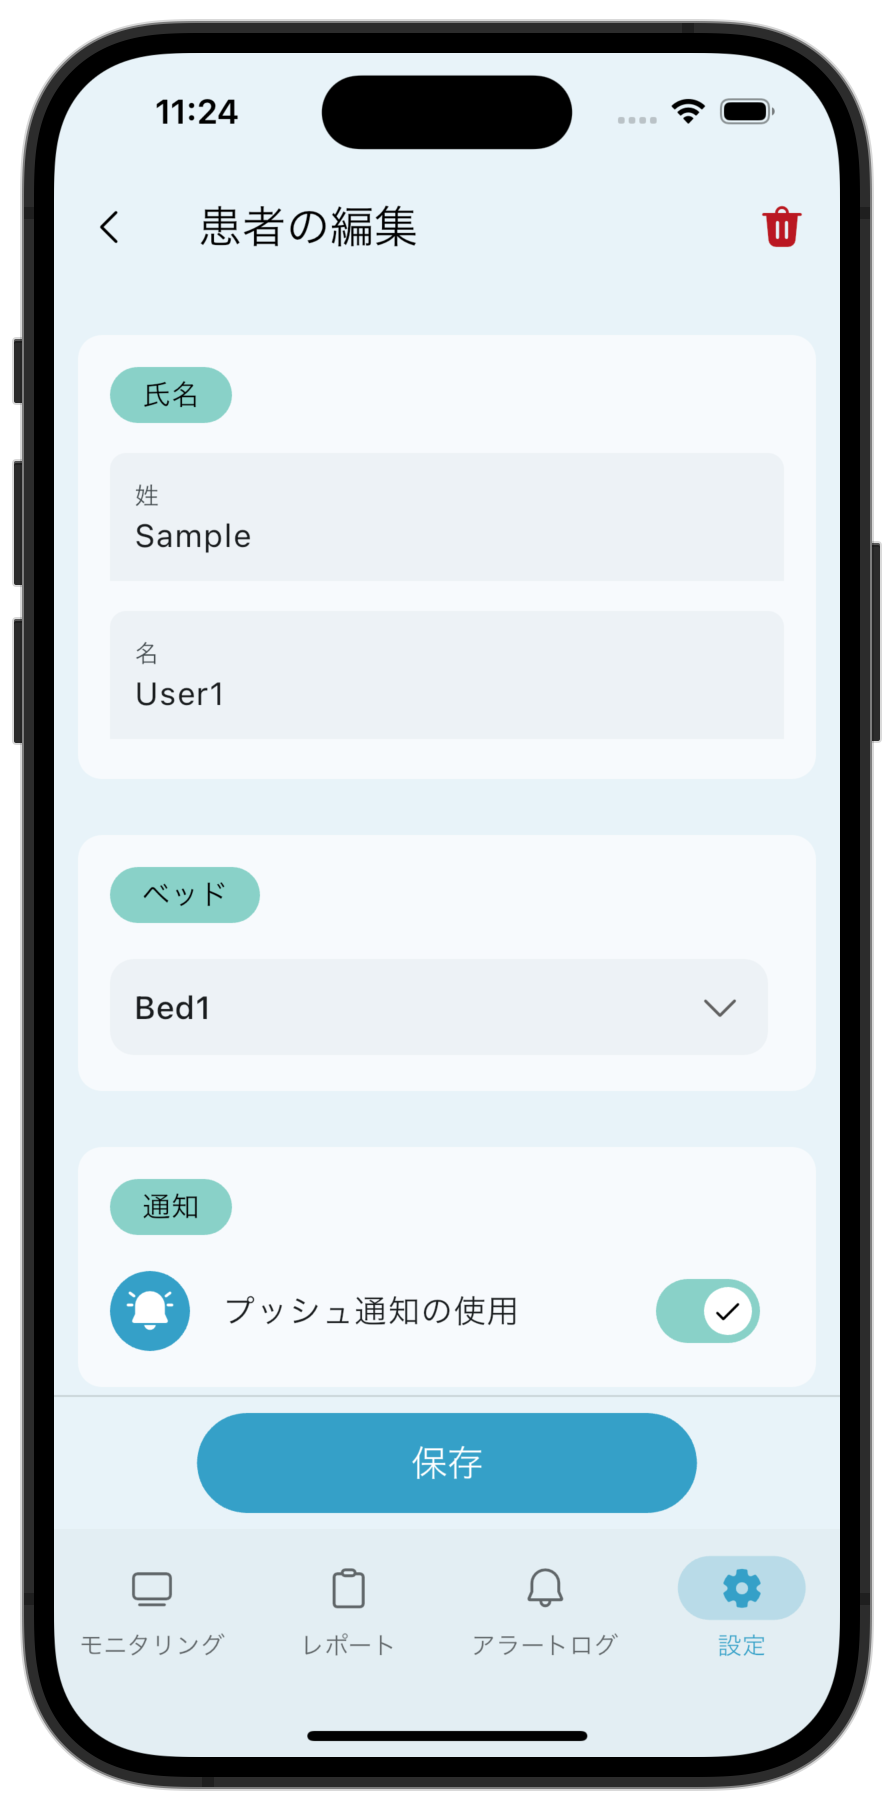 11:24
患者の編集
氏名
姓
Sample
名
User1
ベッド
Bed1
通知
プッシュ通知の使用
保存
モニタリング
レポート
アラートログ
設定